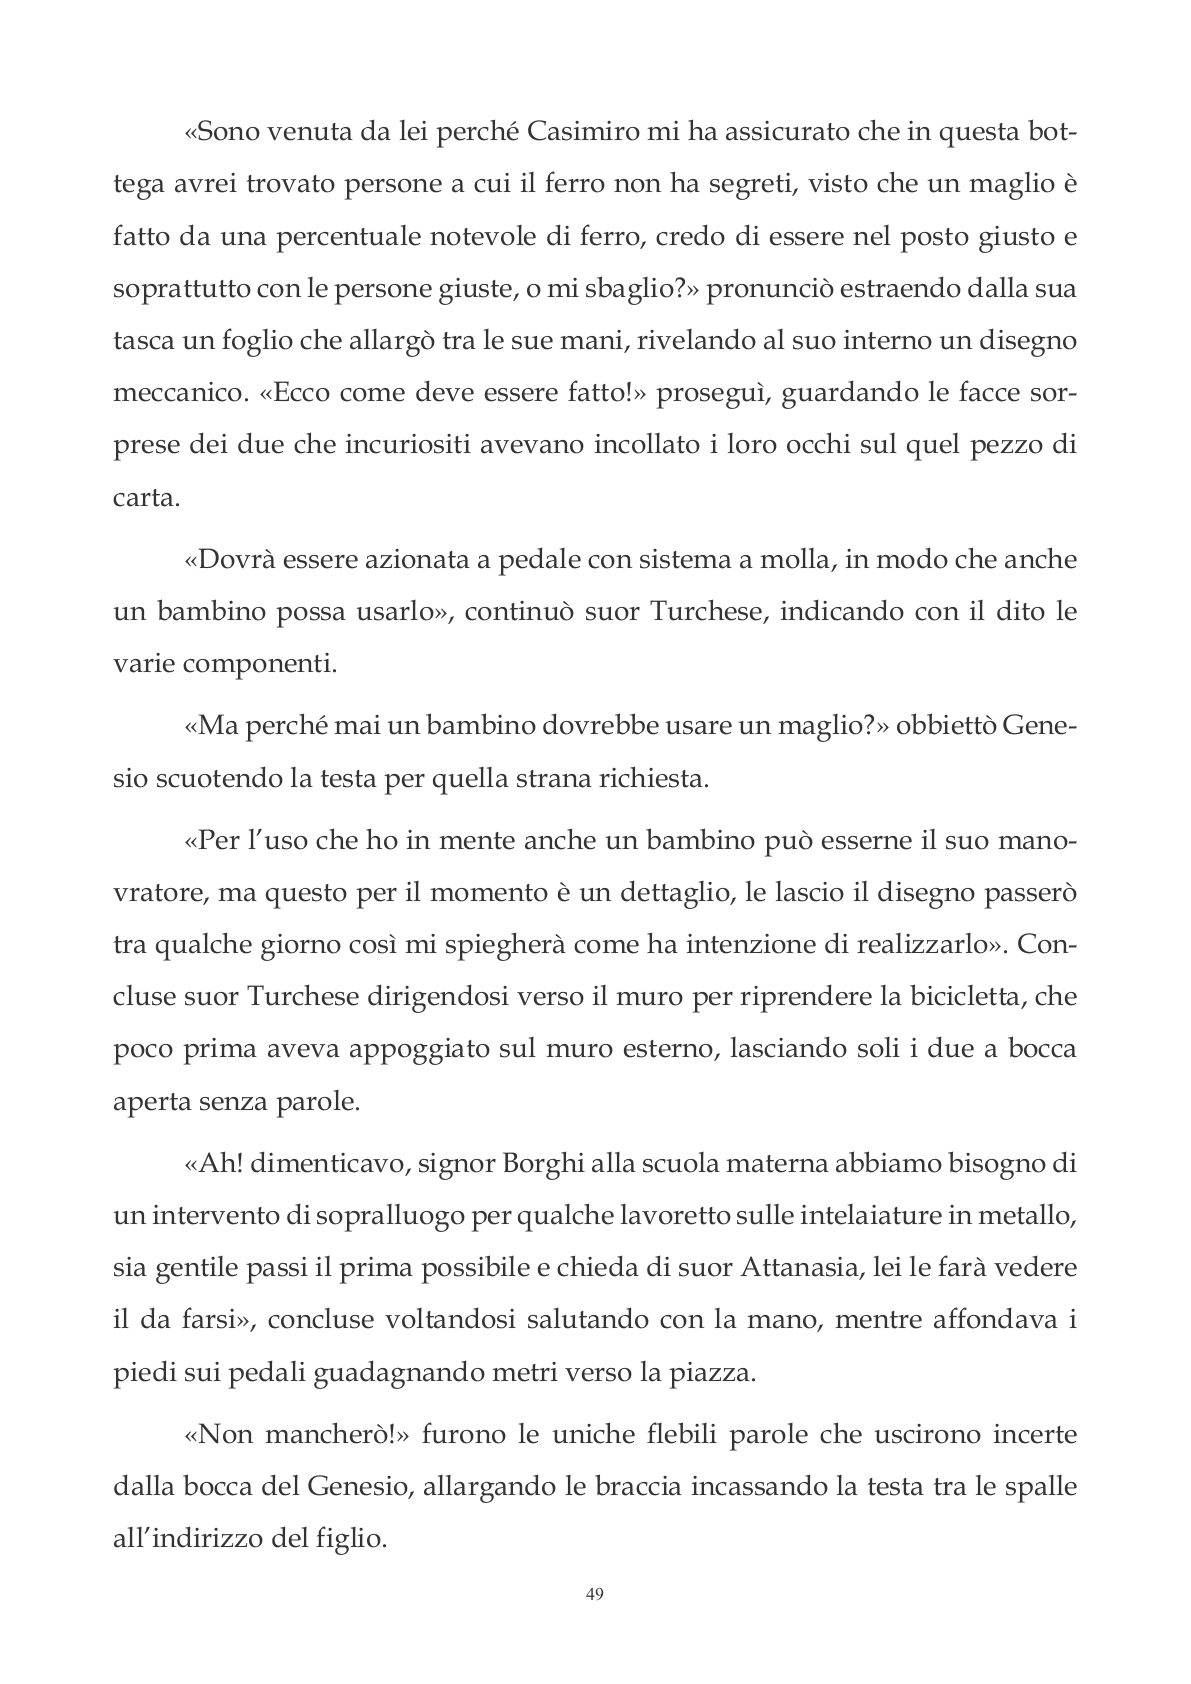 «Sono venuta da lei perché Casimiro mi ha assicurato che in questa bot-
tega avrei trovato persone a cui il ferro non ha segreti, visto che un maglio è
fatto da una percentuale notevole di ferro, credo di essere nel posto giusto e
soprattutto con le persone giuste, o mi sbaglio?» pronunciò estraendo dalla sua
tasca un foglio che allargò tra le sue mani, rivelando al suo interno un disegno
meccanico. «Ecco come deve essere fatto!» proseguì, guardando le facce sor-
prese dei due che incuriositi avevano incollato i loro occhi sul quel pezzo di
carta.
«Dovrà essere azionata a pedale con sistema a molla, in modo che anche
un bambino possa usarlo», continuò suor Turchese, indicando con il dito le
varie componenti.
«Ma perché mai un bambino dovrebbe usare un maglio?» obbiettò Gene-
sio scuotendo la testa per quella strana richiesta.
«Per l’uso che ho in mente anche un bambino può esserne il suo mano-
vratore, ma questo per il momento è un dettaglio, le lascio il disegno passerò
tra qualche giorno così mi spiegherà come ha intenzione di realizzarlo». Con-
cluse suor Turchese dirigendosi verso il muro per riprendere la bicicletta, che
poco prima aveva appoggiato sul muro esterno, lasciando soli i due a bocca
aperta senza parole.
«Ah! dimenticavo, signor Borghi alla scuola materna abbiamo bisogno di
un intervento di sopralluogo per qualche lavoretto sulle intelaiature in metallo,
sia gentile passi il prima possibile e chieda di suor Attanasia, lei le farà vedere
il da farsi», concluse voltandosi salutando con la mano, mentre affondava i
piedi sui pedali guadagnando metri verso la piazza.
«Non mancherò!» furono le uniche flebili parole che uscirono incerte
dalla bocca del Genesio, allargando le braccia incassando la testa tra le spalle
all’indirizzo del figlio.
49